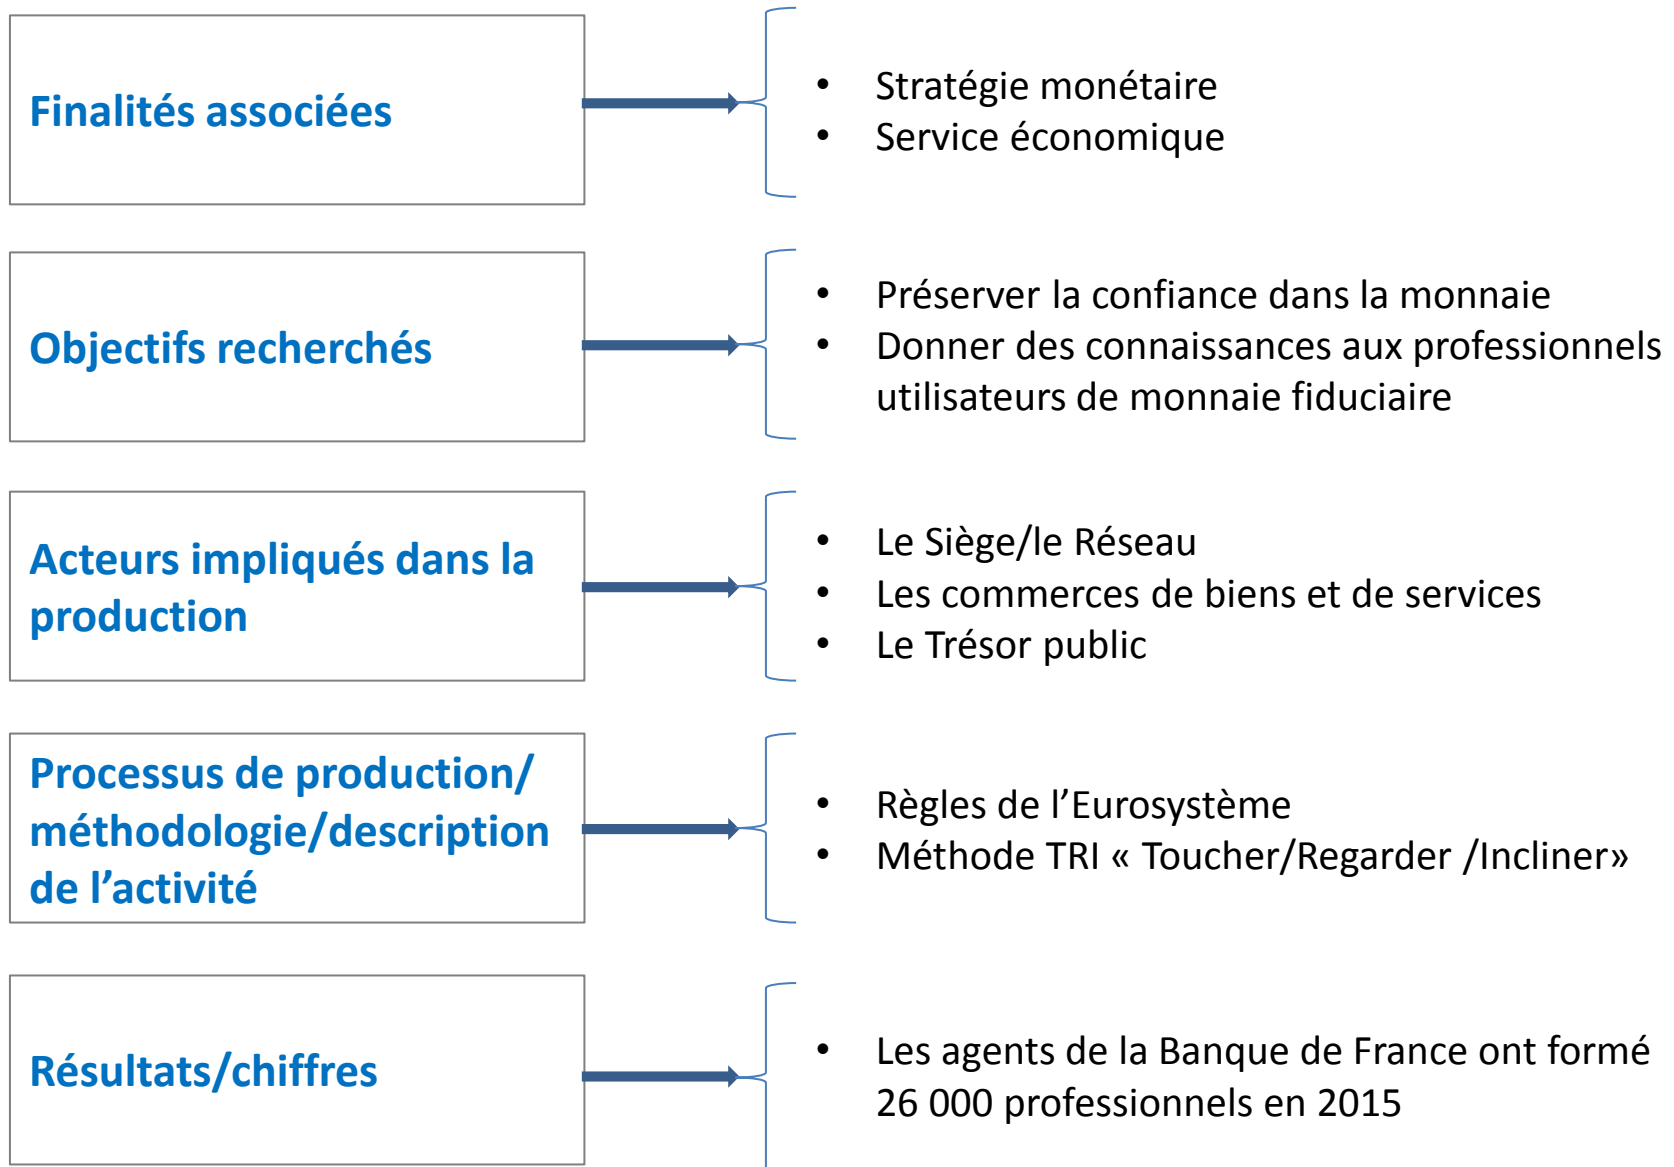 Finalités associées
• Stratégie monétaire
• Service économique
Objectifs recherchés
• Préserver la confiance dans la monnaie
• Donner des connaissances aux professionnels
utilisateurs de monnaie fiduciaire
Acteurs impliqués dans la
production
• Le Siège/le Réseau
• Les commerces de biens et de services
• Le Trésor public
Processus de production/
méthodologie/description
de l’activité
• Règles de l’Eurosystème
• Méthode TRI « Toucher/Regarder /Incliner»
Résultats/chiffres
• Les agents de la Banque de France ont formé
26 000 professionnels en 2015